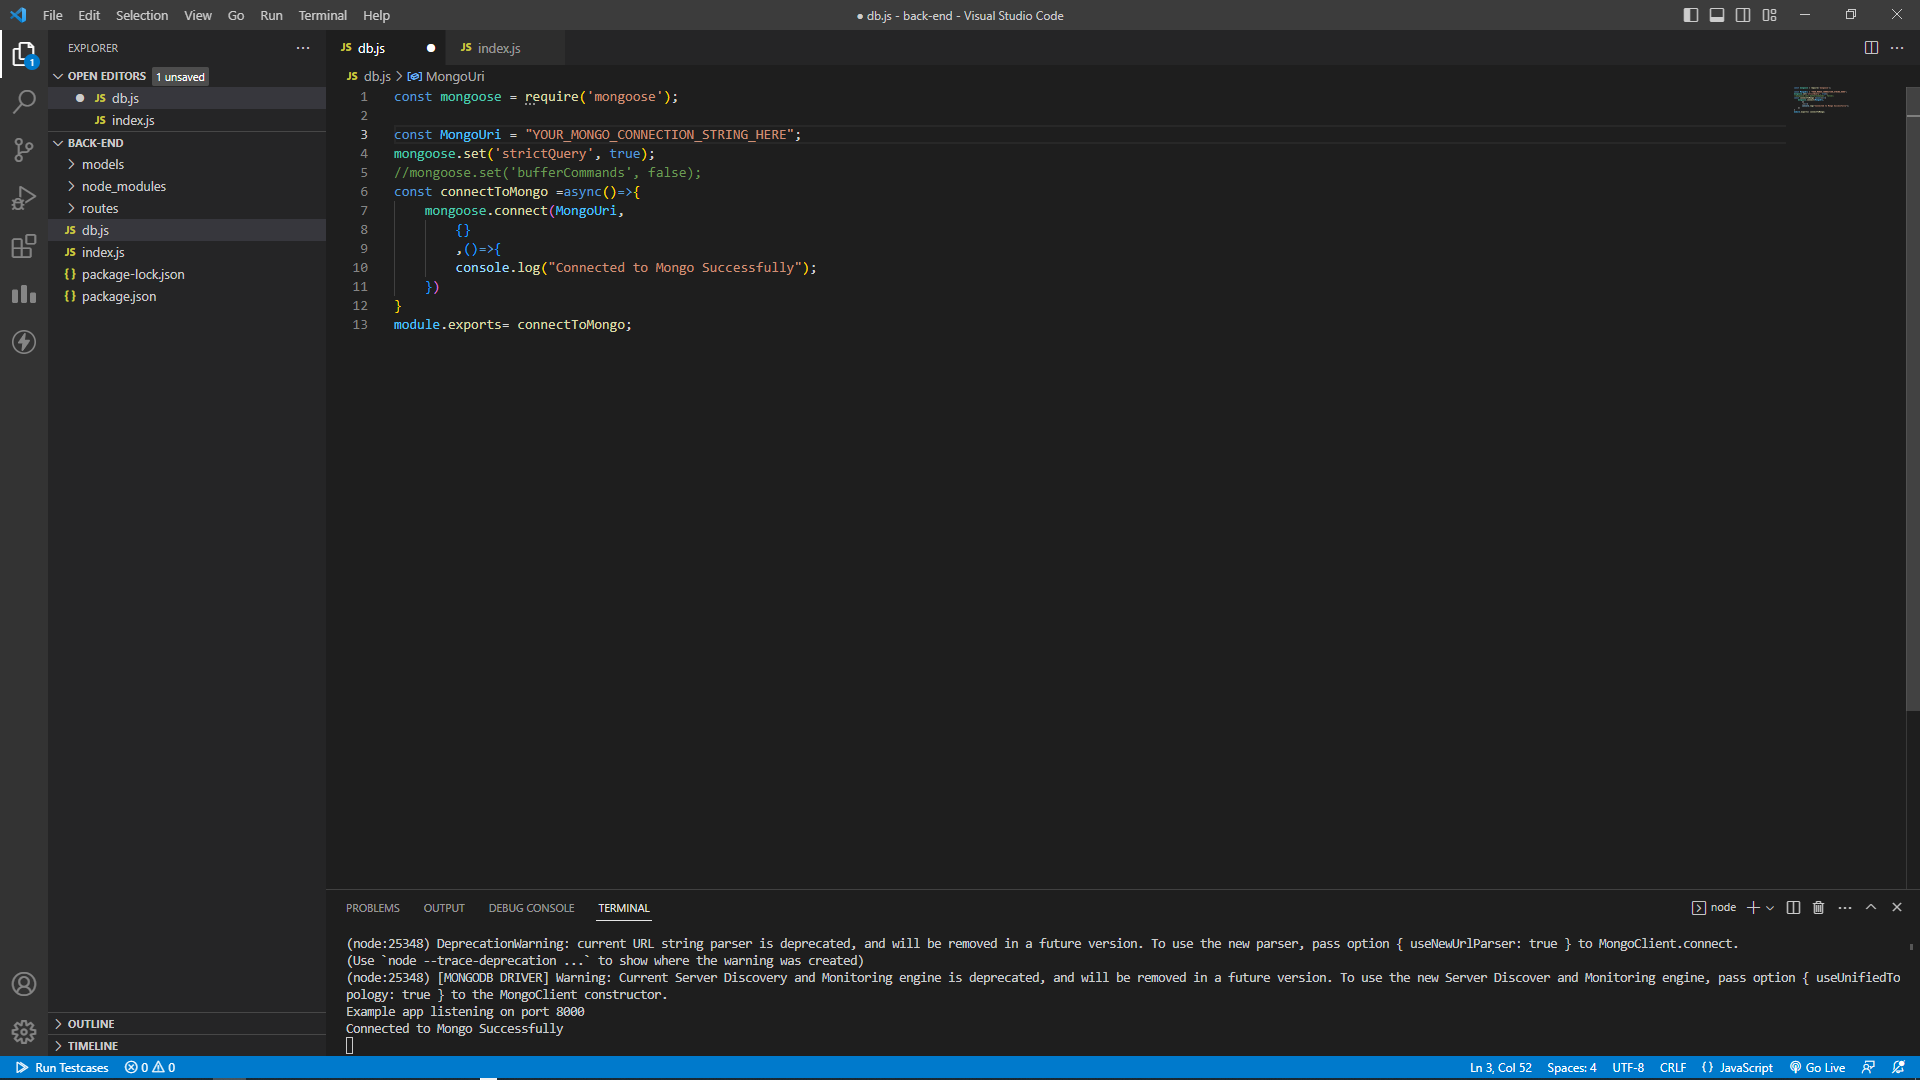 File Edit Selection View Go Run Terminal Help
● db.js - back-end - Visual Studio Code
1
EXPLORER
OPEN EDITORS 1 unsaved
JS db.js
JS index.js
BACK-END
models
node_modules
routes
JS db.js
JS index.js
{} package-lock.json
{} package.json
OUTLINE
TIMELINE
JS db.js
JS index.js
JS db.js > MongoUri
1 const mongoose = require('mongoose');
2
3 const MongoUri = "YOUR_MONGO_CONNECTION_STRING_HERE";
4 mongoose.set('strictQuery', true);
5 //mongoose.set('bufferCommands', false);
6 const connectToMongo =async()=>{
7 mongoose.connect(MongoUri,
8 {}
9 ,()=>{
10 console.log("Connected to Mongo Successfully");
11 })
12 }
13 module.exports= connectToMongo;
PROBLEMS OUTPUT DEBUG CONSOLE TERMINAL
node
(node:25348) DeprecationWarning: current URL string parser is deprecated, and will be removed in a future version. To use the new parser, pass option { useNewUrlParser: true } to MongoClient.connect.
(Use `node --trace-deprecation ...` to show where the warning was created)
(node:25348) [MONGODB DRIVER] Warning: Current Server Discovery and Monitoring engine is deprecated, and will be removed in a future version. To use the new Server Discover and Monitoring engine, pass option { useUnifiedTo
pology: true } to the MongoClient constructor.
Example app listening on port 8000
Connected to Mongo Successfully
Run Testcases 0 0
Ln 3, Col 52 Spaces: 4 UTF-8 CRLF {} JavaScript Go Live